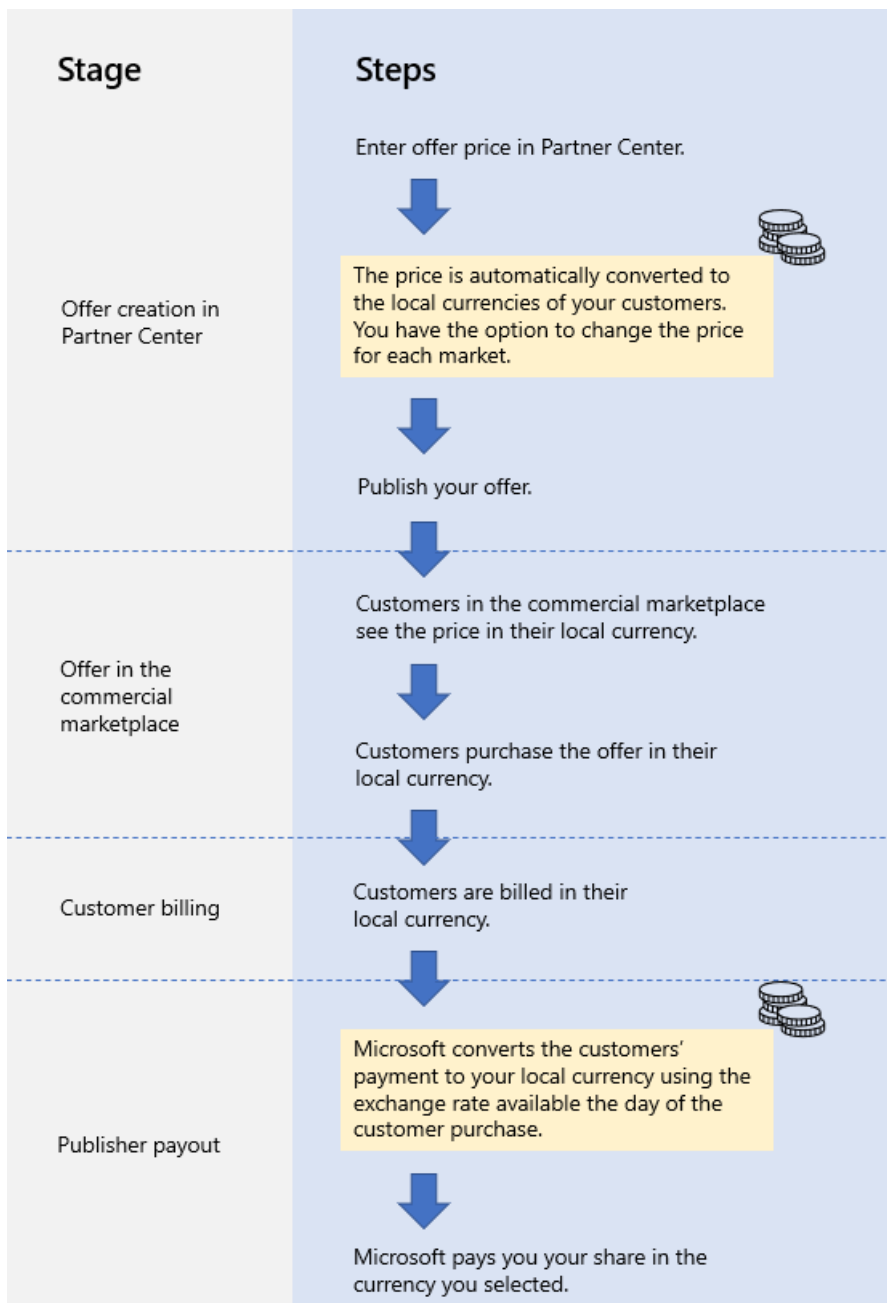 Stage
Steps
Enter offer price in Partner Center.
Offer creation in
Partner Center
The price is automatically converted to
the local currencies of your customers.
You have the option to change the price
for each market.
Publish your offer.
Offer in the
commercial
marketplace
Customers in the commercial marketplace
see the price in their local currency.
Customers purchase the offer in their
local currency.
Customer billing
Customers are billed in their
local currency.
Publisher payout
Microsoft converts the customers’
payment to your local currency using the
exchange rate available the day of the
customer purchase.
Microsoft pays you your share in the
currency you selected.